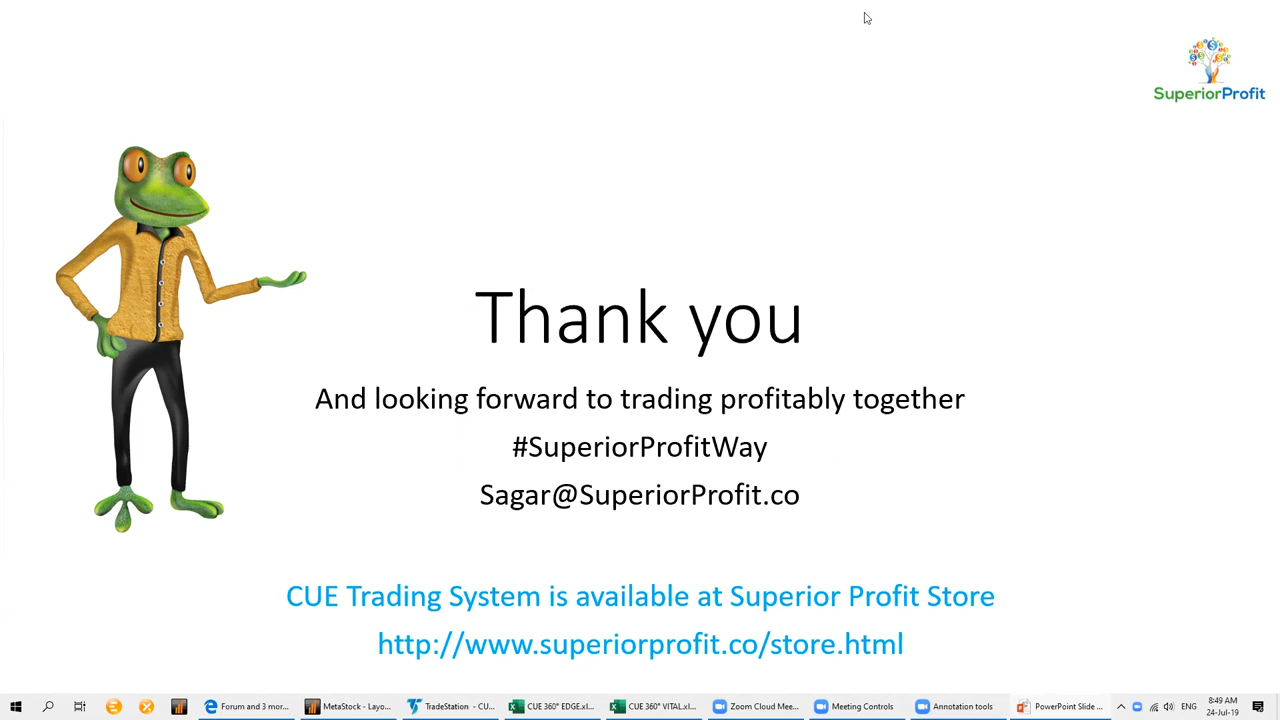 SuperiorProfit
Thank you
And looking forward to trading profitably together
#SuperiorProfitWay
Sagar@SuperiorProfit.co
CUE Trading System is available at Superior Profit Store
http://www.superiorprofit.co/store.html
Forum and 3 mor...
MetaStock - Layo...
TradeStation - CU...
CUE 360° EDGE.xl...
CUE 360° VITAL.xl...
Zoom Cloud Mee...
Meeting Controls
Annotation tools
PowerPoint Slide ...
ENG
8:49 AM
24-Jul-19